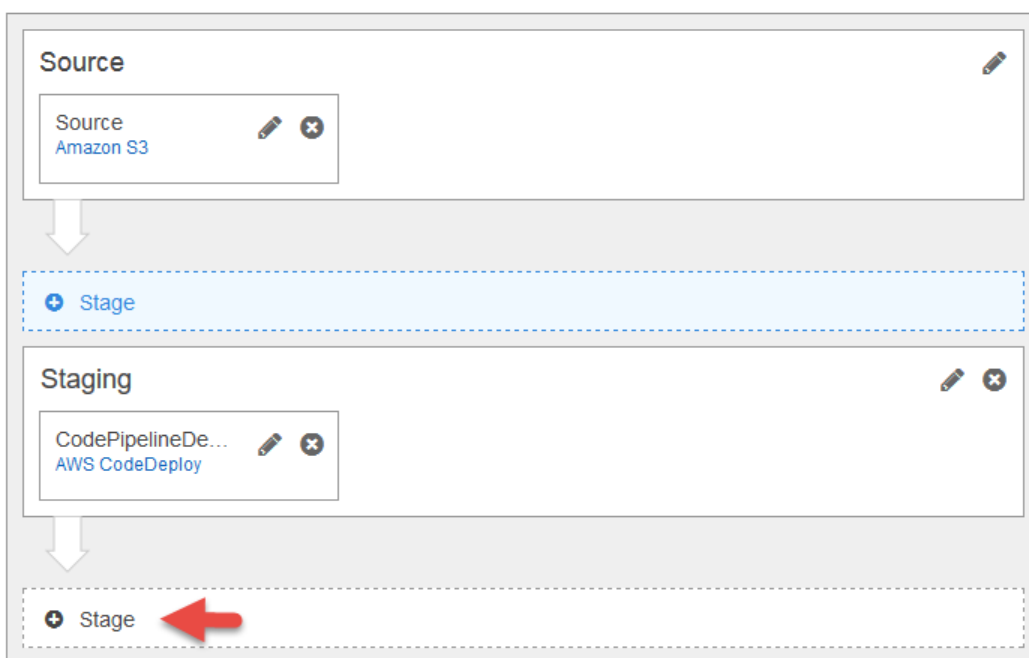 Source
Source
Amazon S3
Stage
Staging
CodePipelineDe...
AWS CodeDeploy
Stage